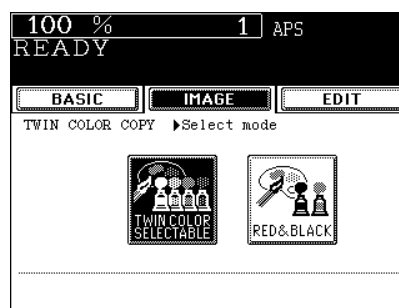 100 % 1 APS
READY
BASIC IMAGE EDIT
TWIN COLOR COPY ▶Select mode
TWIN COLOR SELECTABLE
RED&BLACK